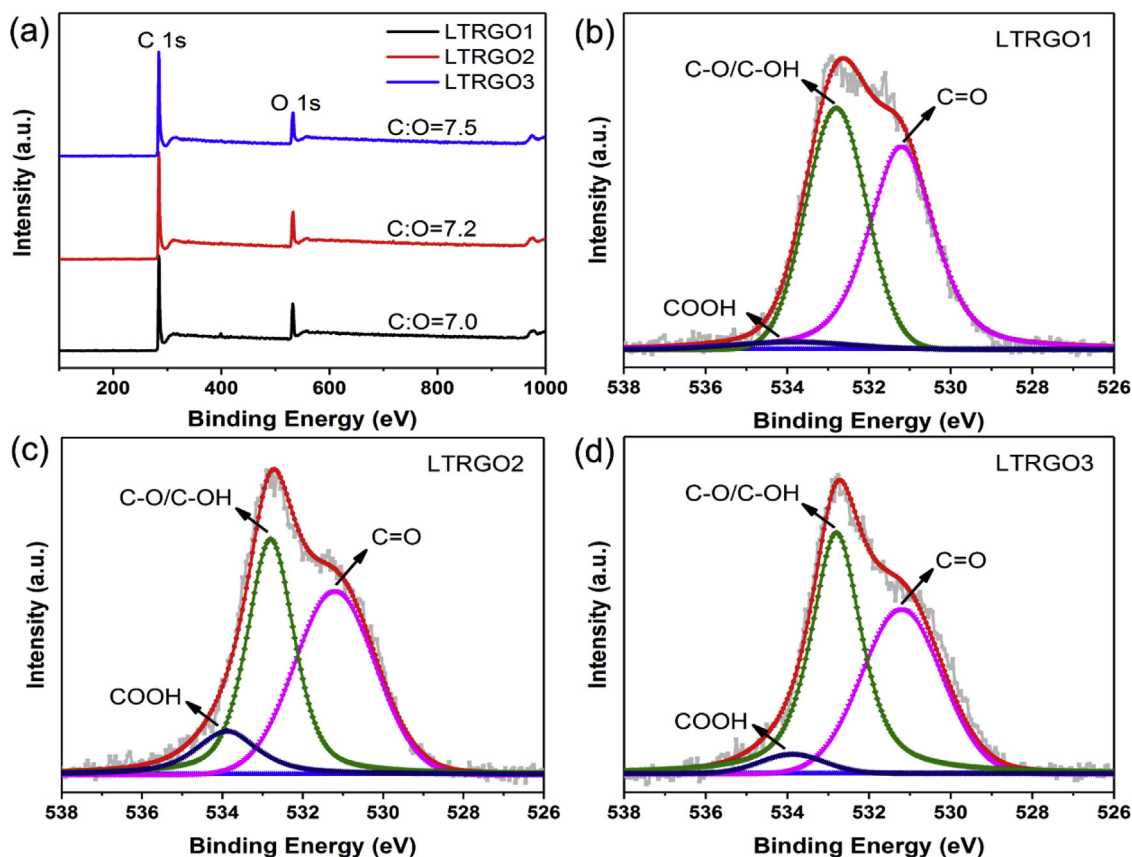 (a)
C 1s
LTRGO1
LTRGO2
LTRGO3
O 1s
C:O=7.5
C:O=7.2
C:O=7.0
Intensity (a.u.)
200 400 600 800 1000
Binding Energy (eV)
(b)
LTRGO1
C-O/C-OH
C=O
COOH
Intensity (a.u.)
538 536 534 532 530 528 526
Binding Energy (eV)
(c)
LTRGO2
C-O/C-OH
C=O
COOH
Intensity (a.u.)
538 536 534 532 530 528 526
Binding Energy (eV)
(d)
LTRGO3
C-O/C-OH
C=O
COOH
Intensity (a.u.)
538 536 534 532 530 528 526
Binding Energy (eV)